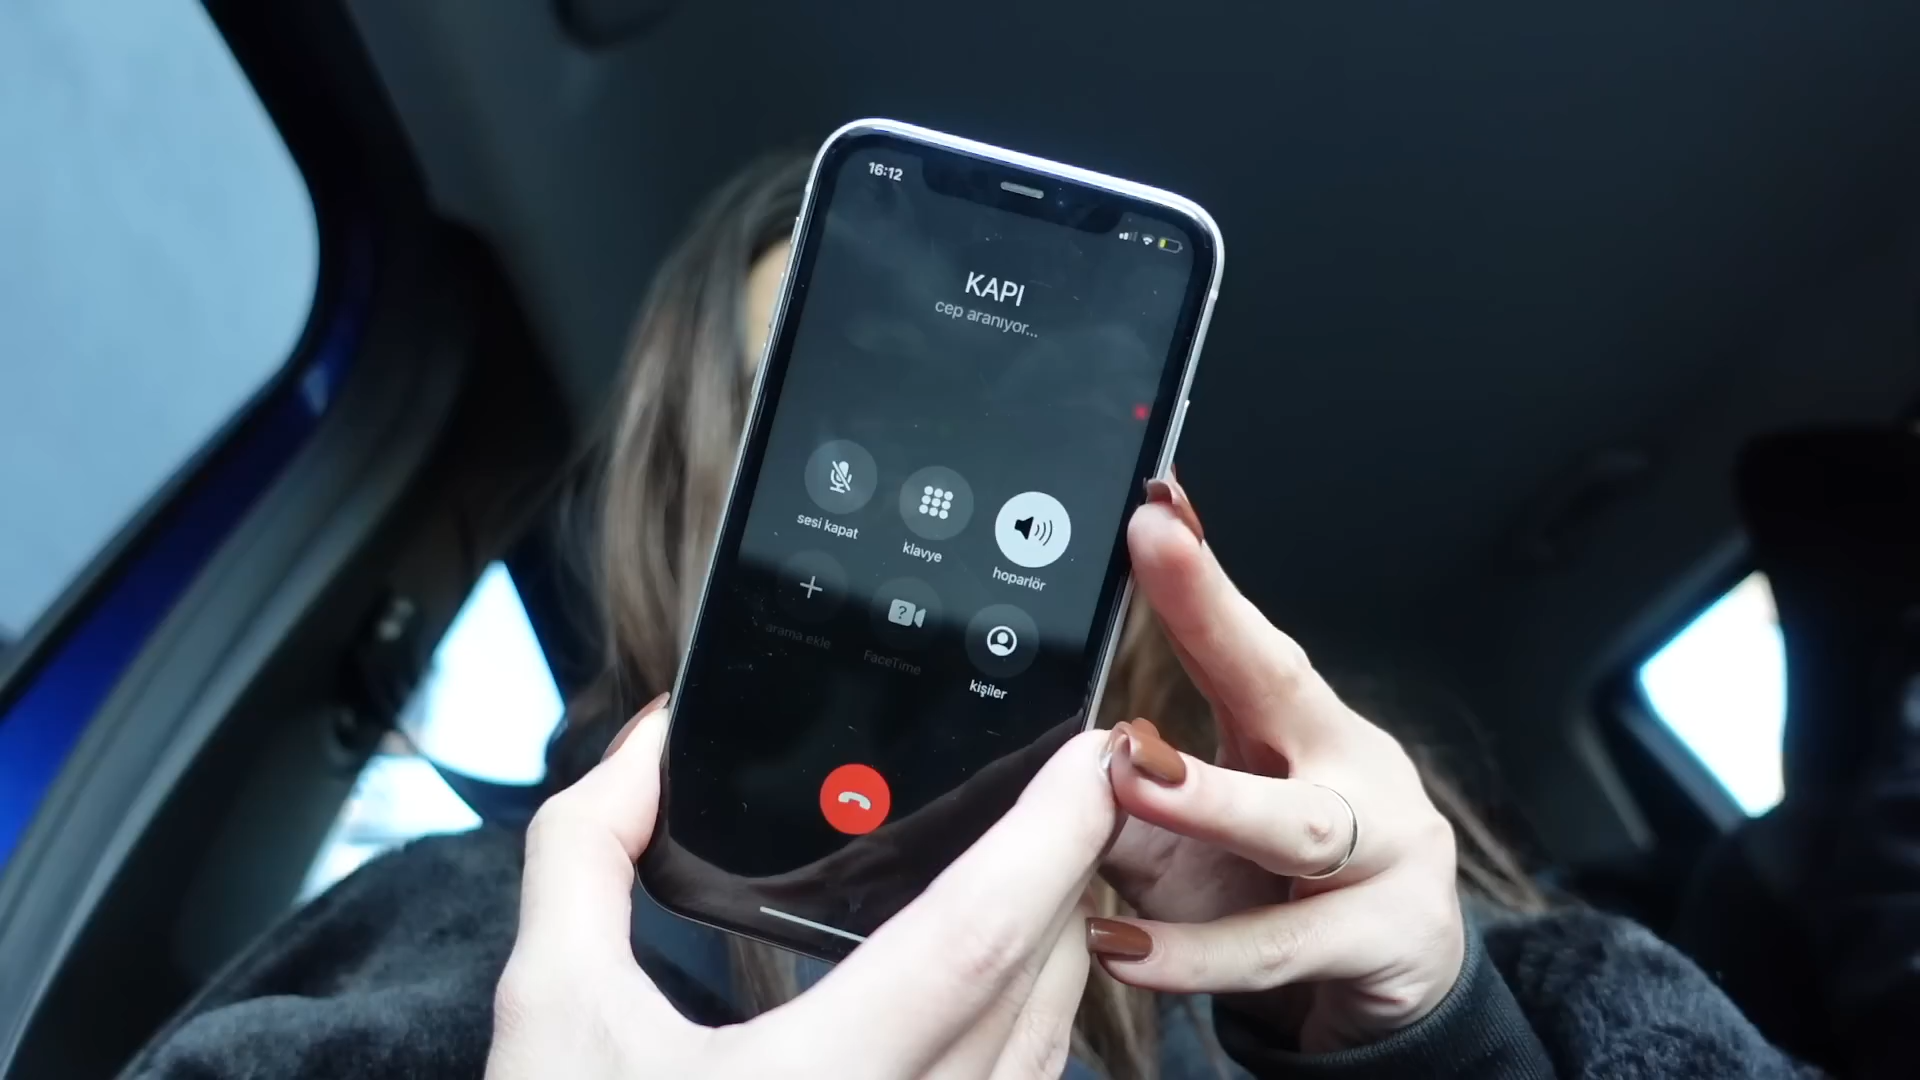 16:12
KAPI
cep aranıyor...
sesi kapat
klavye
hoparlör
arama ekle
FaceTime
kişiler